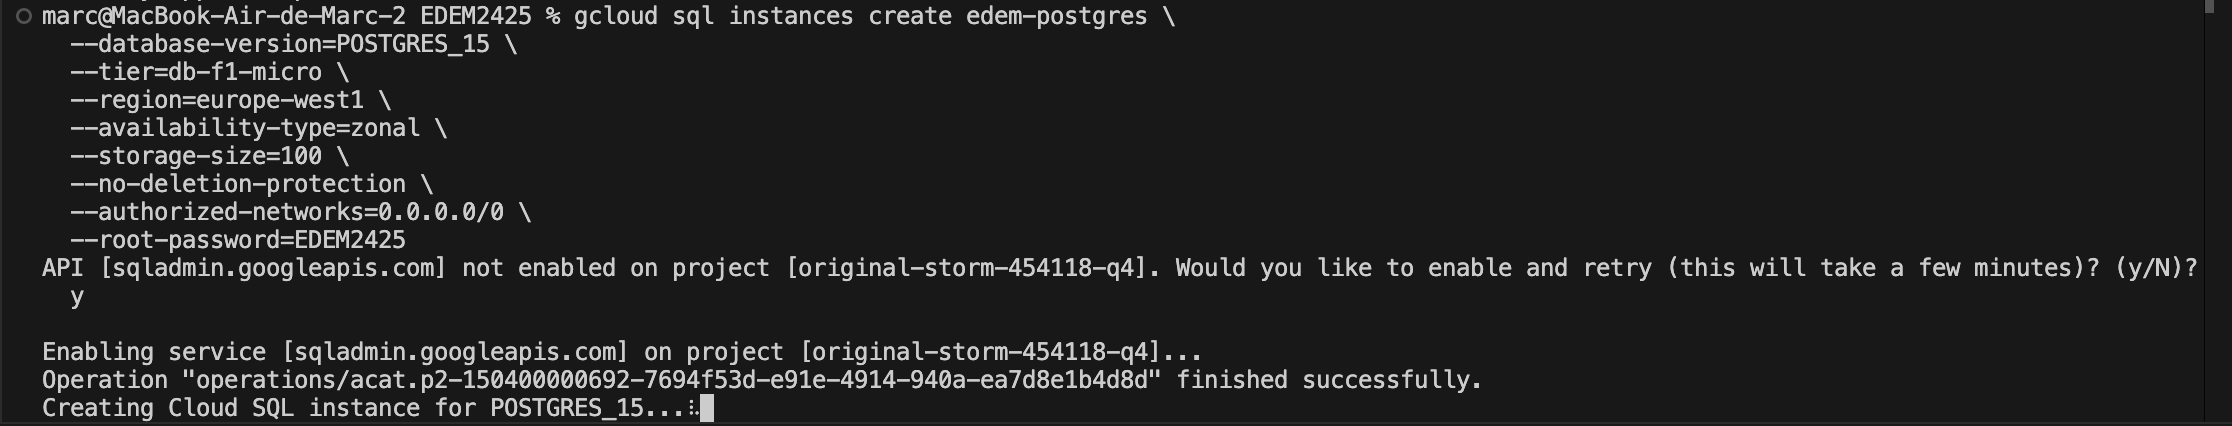 marc@MacBook-Air-de-Marc-2 EDEM2425 % gcloud sql instances create edem-postgres \
--database-version=POSTGRES_15 \
--tier=db-f1-micro \
--region=europe-west1 \
--availability-type=zonal \
--storage-size=100 \
--no-deletion-protection \
--authorized-networks=0.0.0.0/0 \
--root-password=EDEM2425
API [sqladmin.googleapis.com] not enabled on project [original-storm-454118-q4]. Would you like to enable and retry (this will take a few minutes)? (y/N)?
y
Enabling service [sqladmin.googleapis.com] on project [original-storm-454118-q4]...
Operation "operations/acat.p2-150400000692-7694f53d-e91e-4914-940a-ea7d8e1b4d8d" finished successfully.
Creating Cloud SQL instance for POSTGRES_15...